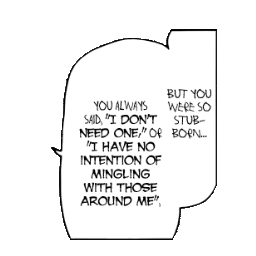 BUT YOU
WERE SO
STUB-
BORN...
YOU ALWAYS
SAID, "I DON'T
NEED ONE," OR
"I HAVE NO
INTENTION OF
MINGLING
WITH THOSE
AROUND ME".